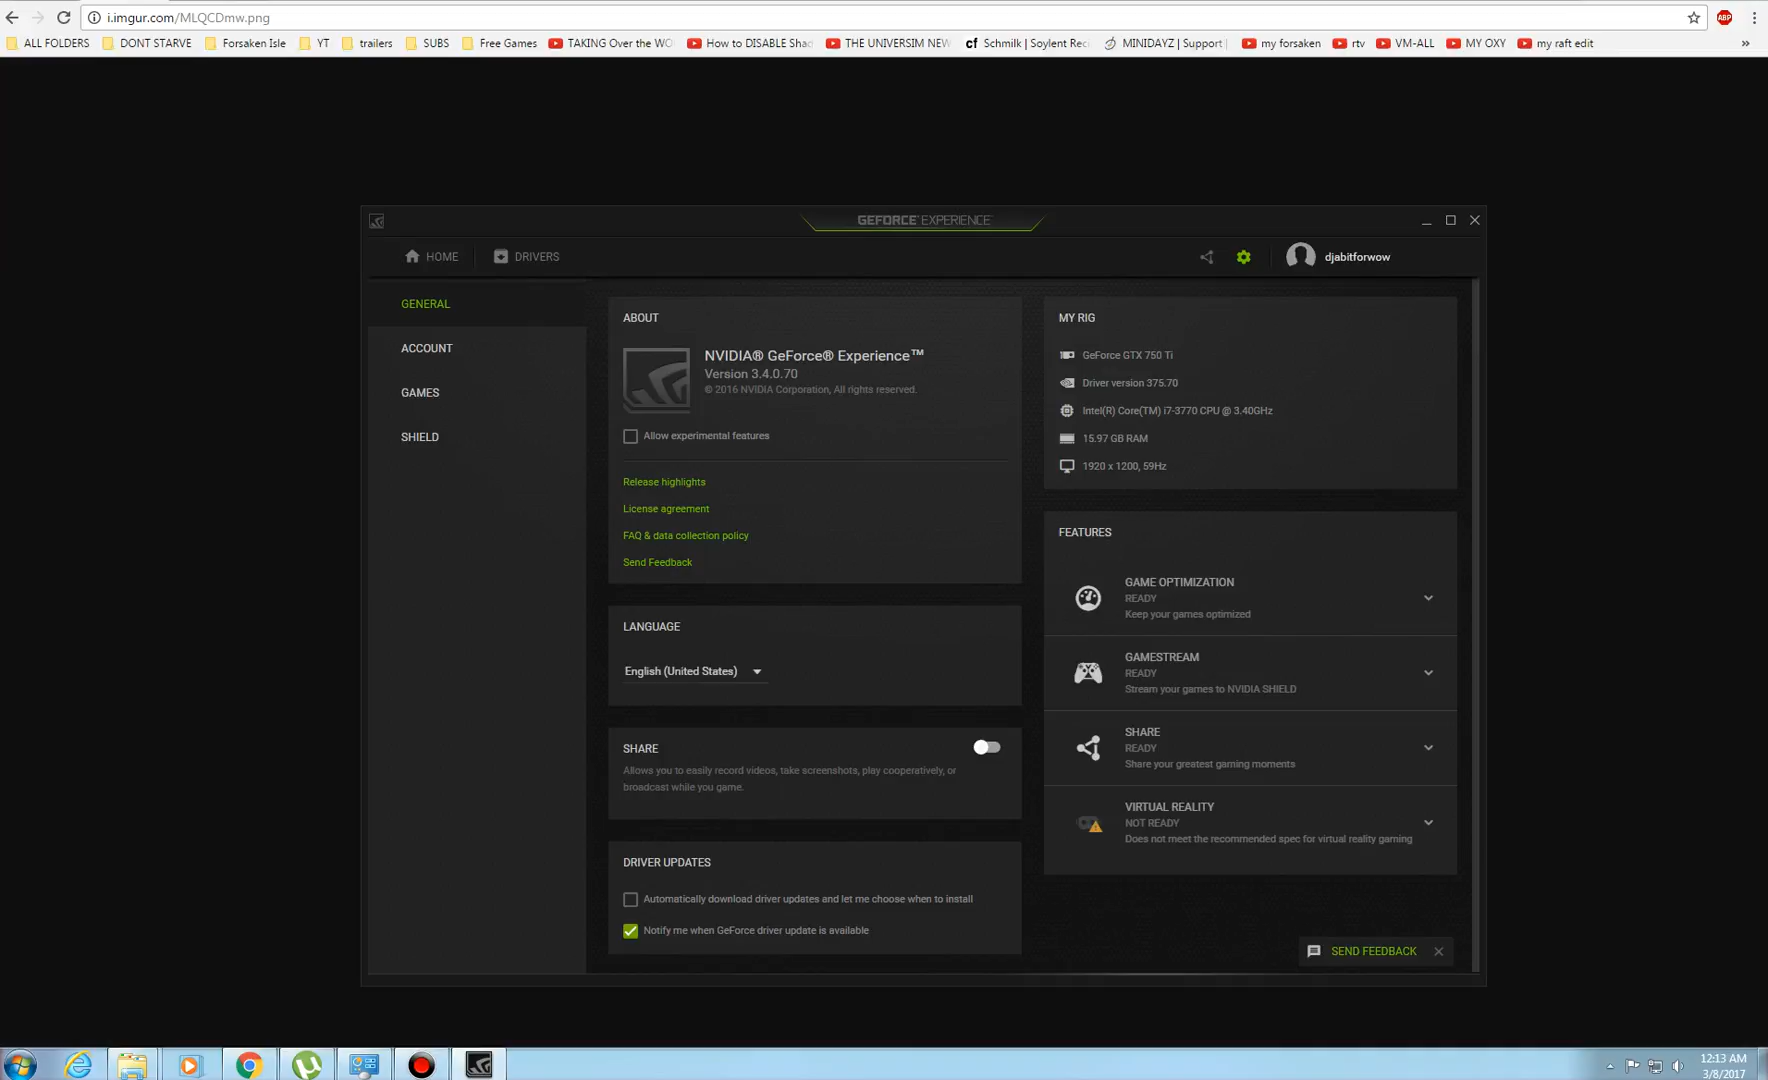 i.imgur.com/MLQCDmw.png
ABP
ALL FOLDERS DONT STARVE Forsaken Isle YT trailers SUBS Free Games TAKING Over the WO How to DISABLE Shad THE UNIVERSIM NEW cf Schmilk | Soylent Reci MINIDAYZ | Support my forsaken rtv VM-ALL MY OXY my raft edit »
GEFORCE EXPERIENCE
HOME DRIVERS djabitforwow
GENERAL
ACCOUNT
GAMES
SHIELD
ABOUT
NVIDIA® GeForce® Experience™
Version 3.4.0.70
© 2016 NVIDIA Corporation, All rights reserved.
Allow experimental features
Release highlights
License agreement
FAQ & data collection policy
Send Feedback
LANGUAGE
English (United States)
SHARE
Allows you to easily record videos, take screenshots, play cooperatively, or
broadcast while you game.
DRIVER UPDATES
Automatically download driver updates and let me choose when to install
Notify me when GeForce driver update is available
MY RIG
GeForce GTX 750 Ti
Driver version 375.70
Intel(R) Core(TM) i7-3770 CPU @ 3.40GHz
15.97 GB RAM
1920 x 1200, 59Hz
FEATURES
GAME OPTIMIZATION
READY
Keep your games optimized
GAMESTREAM
READY
Stream your games to NVIDIA SHIELD
SHARE
READY
Share your greatest gaming moments
VIRTUAL REALITY
NOT READY
Does not meet the recommended spec for virtual reality gaming
SEND FEEDBACK
12:13 AM
3/8/2017